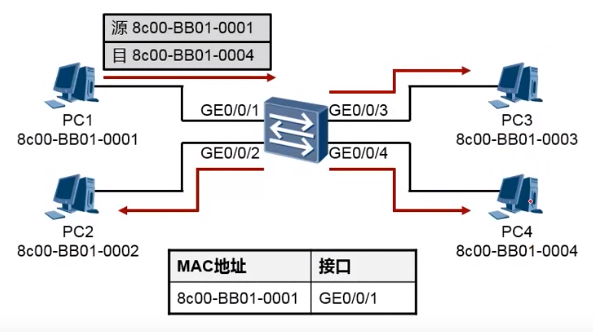 源 8c00-BB01-0001
目 8c00-BB01-0004
GE0/0/1
GE0/0/3
PC1
8c00-BB01-0001
PC3
8c00-BB01-0003
GE0/0/2
GE0/0/4
PC2
8c00-BB01-0002
PC4
8c00-BB01-0004
MAC地址 接口
8c00-BB01-0001 GE0/0/1